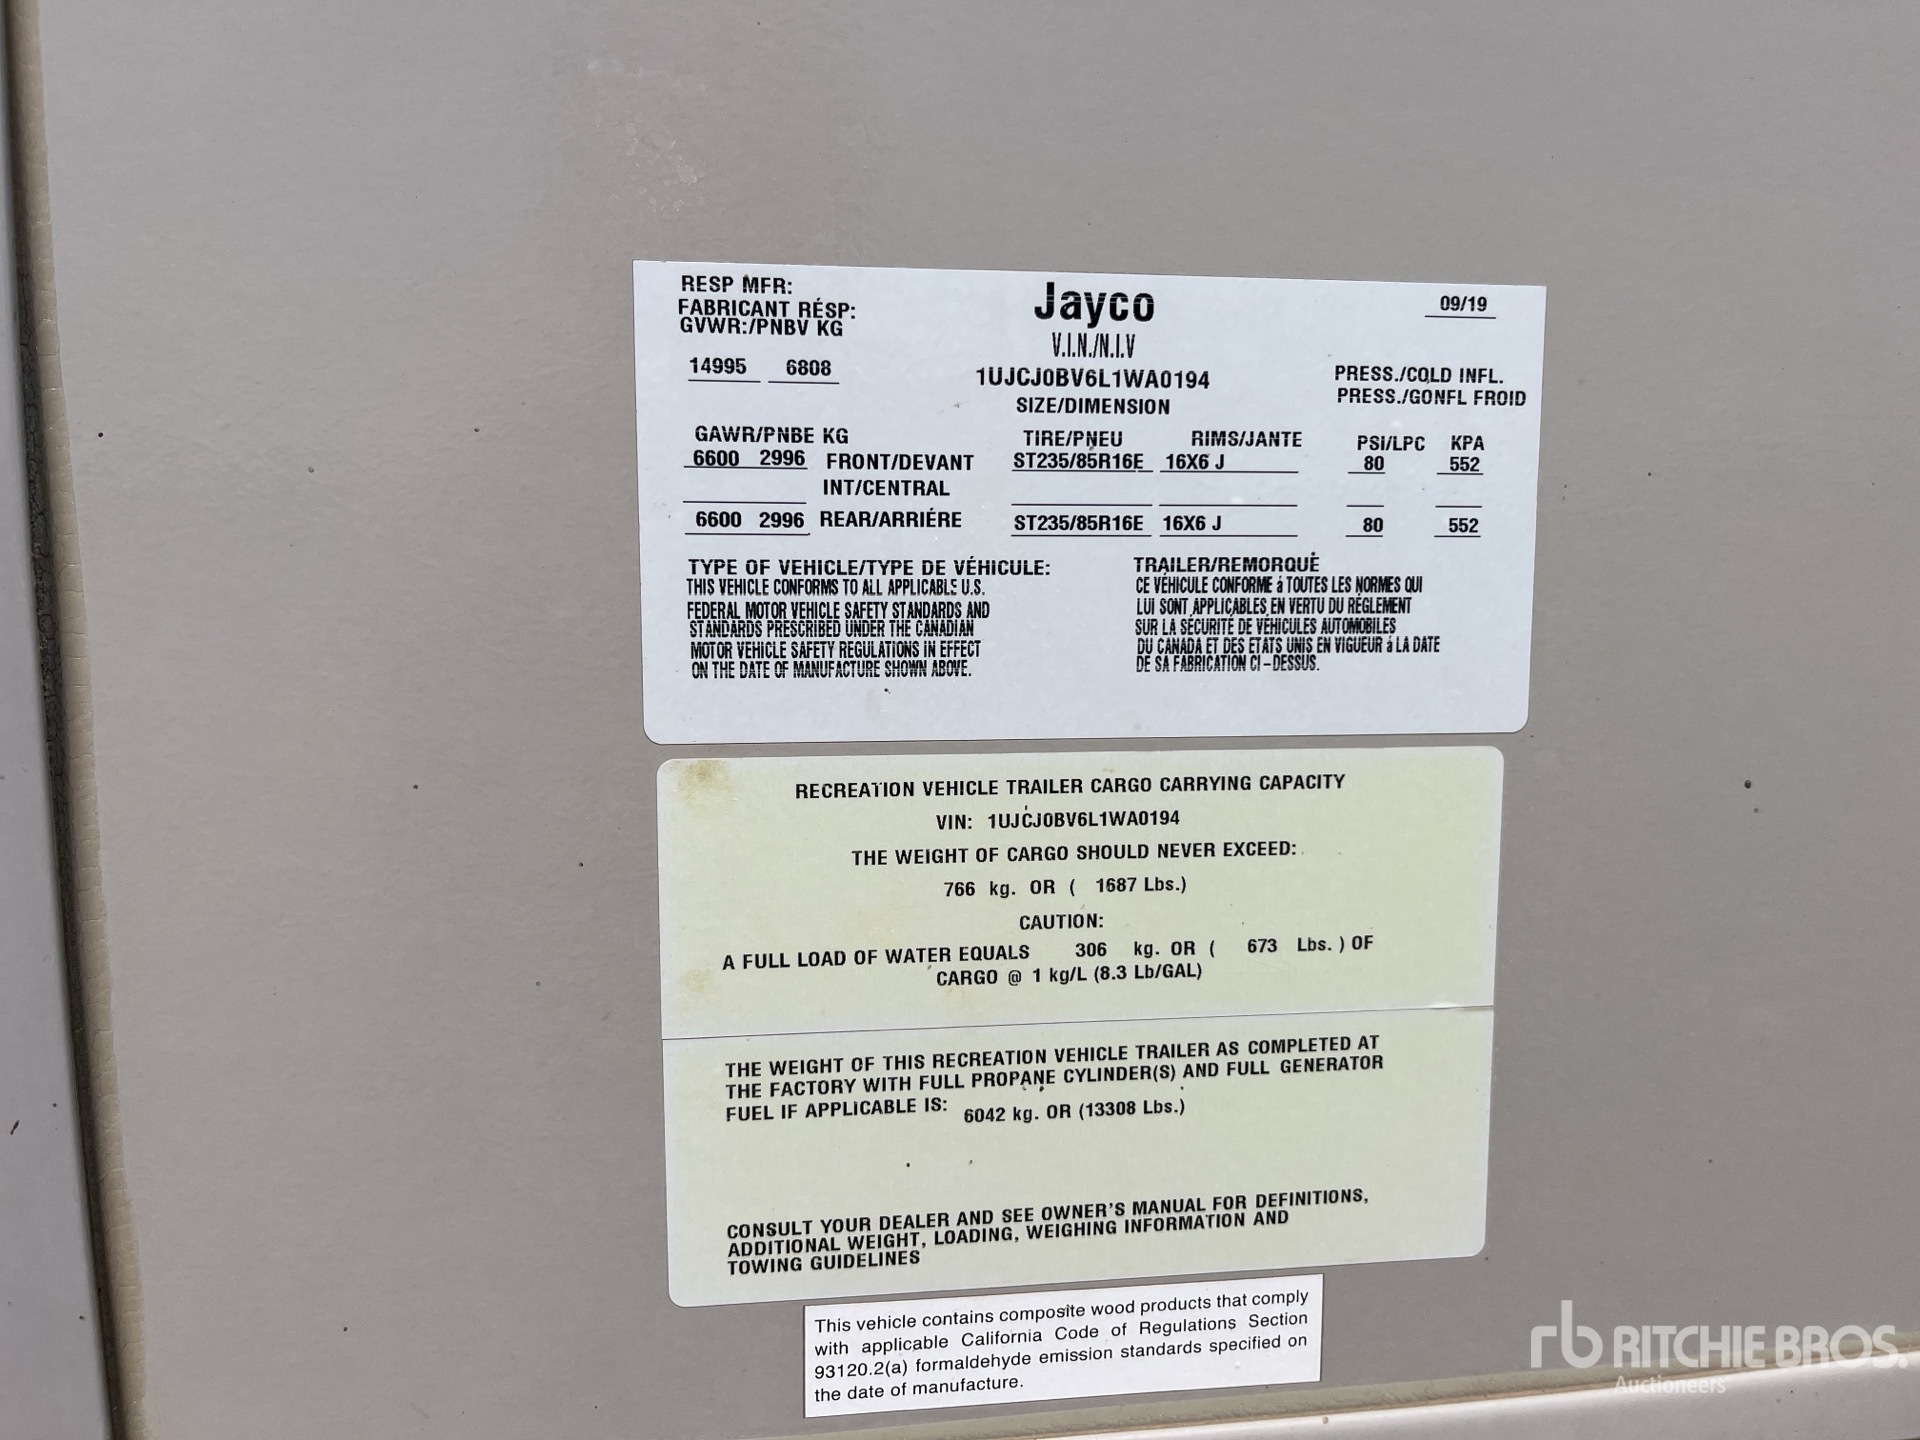 RESP MFR:
FABRICANT RÉSP:
GVWR:/PNBV KG
Jayco
09/19
V.I.N./N.I.V
14995 6808
1UJCJ0BV6L1WA0194
PRESS./COLD INFL.
PRESS./GONFL FROID
SIZE/DIMENSION
GAWR/PNBE KG TIRE/PNEU RIMS/JANTE PSI/LPC KPA
6600 2996 FRONT/DEVANT ST235/85R16E 16X6 J 80 552
INT/CENTRAL
6600 2996 REAR/ARRIÉRE ST235/85R16E 16X6 J 80 552
TYPE OF VEHICLE/TYPE DE VÉHICULE: TRAILER/REMORQUÉ
THIS VEHICLE CONFORMS TO ALL APPLICABLE U.S.
FEDERAL MOTOR VEHICLE SAFETY STANDARDS AND
STANDARDS PRESCRIBED UNDER THE CANADIAN
MOTOR VEHICLE SAFETY REGULATIONS IN EFFECT
ON THE DATE OF MANUFACTURE SHOWN ABOVE.
CE VÉHICULE CONFORME á TOUTES LES NORMES QUI
LUI SONT APPLICABLES EN VERTU DU RÉGLEMENT
SUR LA SÉCURITÉ DE VÉHICULES AUTOMOBILES
DU CANADA ET DES ETATS UNIS EN VIGUEUR á LA DATE
DE SA FABRICATION CI-DESSUS.
RECREATION VEHICLE TRAILER CARGO CARRYING CAPACITY
VIN: 1UJCJ0BV6L1WA0194
THE WEIGHT OF CARGO SHOULD NEVER EXCEED:
766 kg. OR ( 1687 Lbs.)
CAUTION:
A FULL LOAD OF WATER EQUALS 306 kg. OR ( 673 Lbs. ) OF
CARGO @ 1 kg/L (8.3 Lb/GAL)
THE WEIGHT OF THIS RECREATION VEHICLE TRAILER AS COMPLETED AT
THE FACTORY WITH FULL PROPANE CYLINDER(S) AND FULL GENERATOR
FUEL IF APPLICABLE IS: 6042 kg. OR (13308 Lbs.)
CONSULT YOUR DEALER AND SEE OWNER'S MANUAL FOR DEFINITIONS,
ADDITIONAL WEIGHT, LOADING, WEIGHING INFORMATION AND
TOWING GUIDELINES
This vehicle contains composite wood products that comply
with applicable California Code of Regulations Section
93120.2(a) formaldehyde emission standards specified on
the date of manufacture.
rb RITCHIE BROS.
Auctioneers